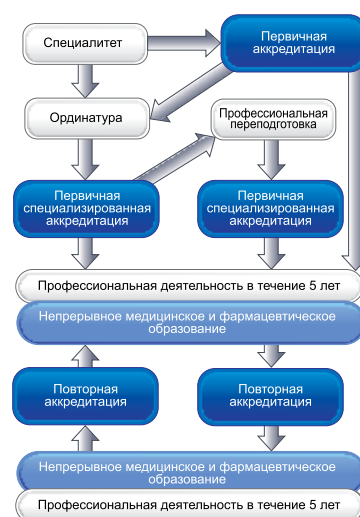 Специалитет
Первичная
аккредитация
Ординатура
Профессиональная
переподготовка
Первичная
специализированная
аккредитация
Первичная
специализированная
аккредитация
Профессиональная деятельность в течение 5 лет
Непрерывное медицинское и фармацевтическое
образование
Повторная
аккредитация
Повторная
аккредитация
Непрерывное медицинское и фармацевтическое
образование
Профессиональная деятельность в течение 5 лет